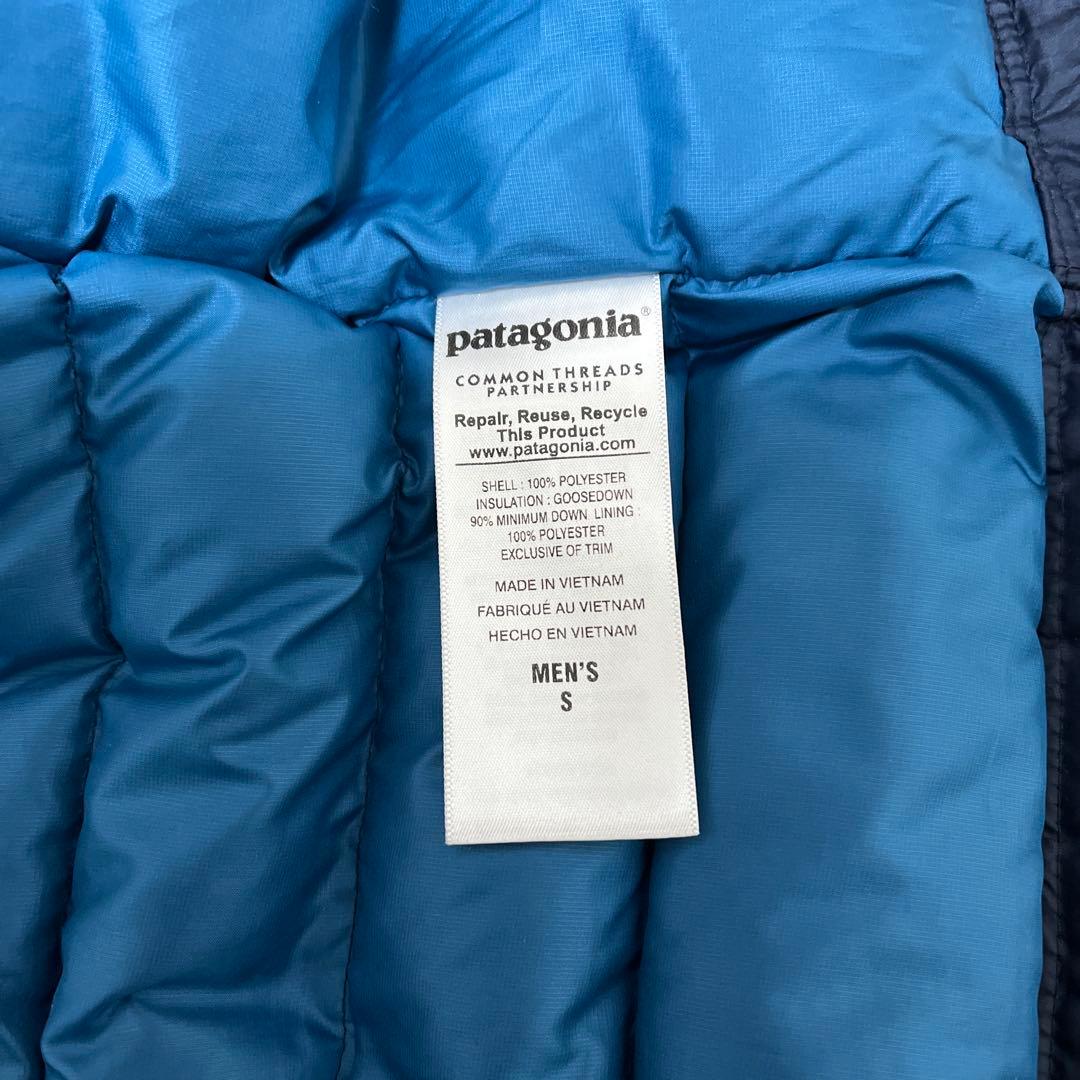 patagonia®
COMMON THREADS
PARTNERSHIP
Repair, Reuse, Recycle
This Product
www.patagonia.com
SHELL : 100% POLYESTER
INSULATION : GOOSEDOWN
90% MINIMUM DOWN LINING :
100% POLYESTER
EXCLUSIVE OF TRIM
MADE IN VIETNAM
FABRIQUÉ AU VIETNAM
HECHO EN VIETNAM
MEN'S
S